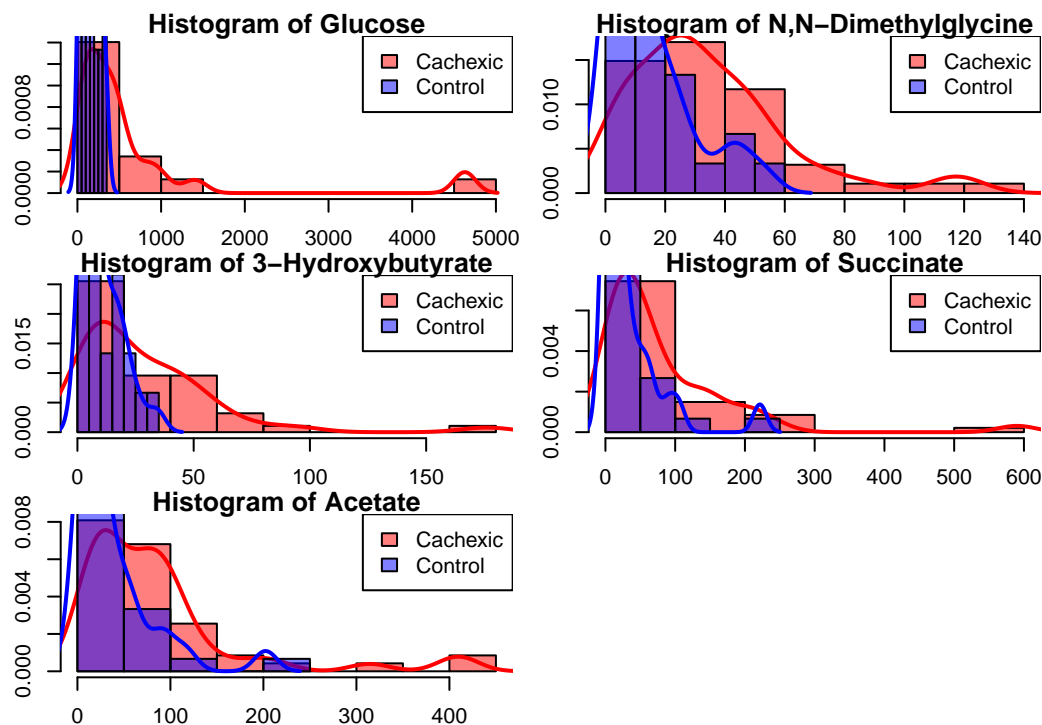 Histogram of Glucose
Cachexic
Control
0.0000
0.0008
0
1000
2000
3000
4000
5000
Histogram of N,N−Dimethylglycine
Cachexic
Control
0.000
0.010
0
20
40
60
80
100
120
140
Histogram of 3−Hydroxybutyrate
Cachexic
Control
0.000
0.015
0
50
100
150
Histogram of Succinate
Cachexic
Control
0.000
0.004
0
100
200
300
400
500
600
Histogram of Acetate
Cachexic
Control
0.000
0.004
0.008
0
100
200
300
400